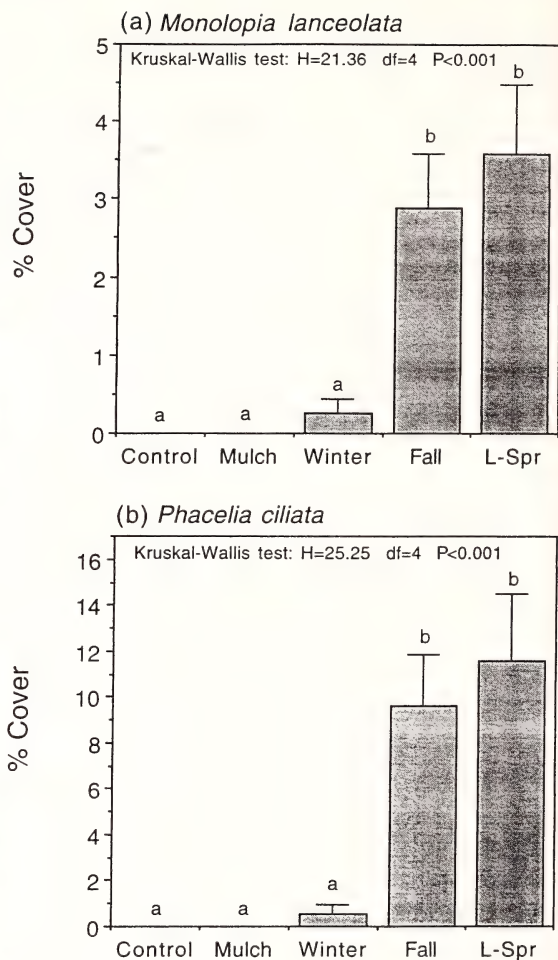 (a) Monolopia lanceolata
Kruskal-Wallis test: H=21.36 df=4 P<0.001
5
4
3
2
1
0
% Cover
a
a
a
b
b
Control Mulch Winter Fall L-Spr
(b) Phacelia ciliata
Kruskal-Wallis test: H=25.25 df=4 P<0.001
16
14
12
10
8
6
4
2
0
% Cover
a
a
a
b
b
Control Mulch Winter Fall L-Spr